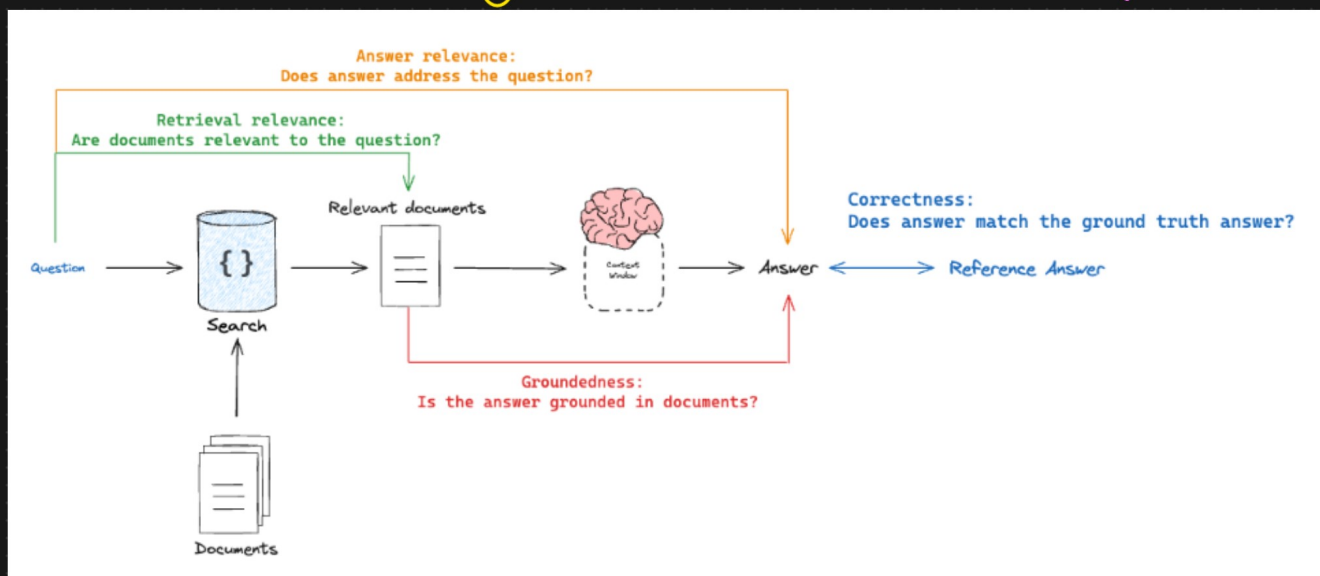 Answer relevance:
Does answer address the question?
Retrieval relevance:
Are documents relevant to the question?
Relevant documents
Correctness:
Does answer match the ground truth answer?
Question
{}
Context
Window
Answer
Reference Answer
Search
Groundedness:
Is the answer grounded in documents?
Documents